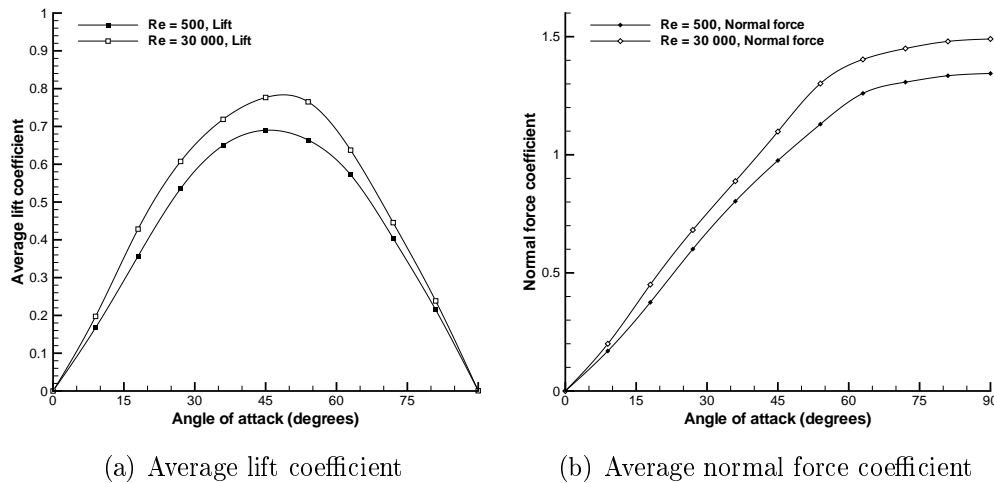 Re = 500, Lift
Re = 30 000, Lift
Average lift coefficient
1
0.9
0.8
0.7
0.6
0.5
0.4
0.3
0.2
0.1
0
0 15 30 45 60 75
Angle of attack (degrees)
(a) Average lift coefficient
Re = 500, Normal force
Re = 30 000, Normal force
Normal force coefficient
1.5
1
0.5
0
0 15 30 45 60 75 90
Angle of attack (degrees)
(b) Average normal force coefficient